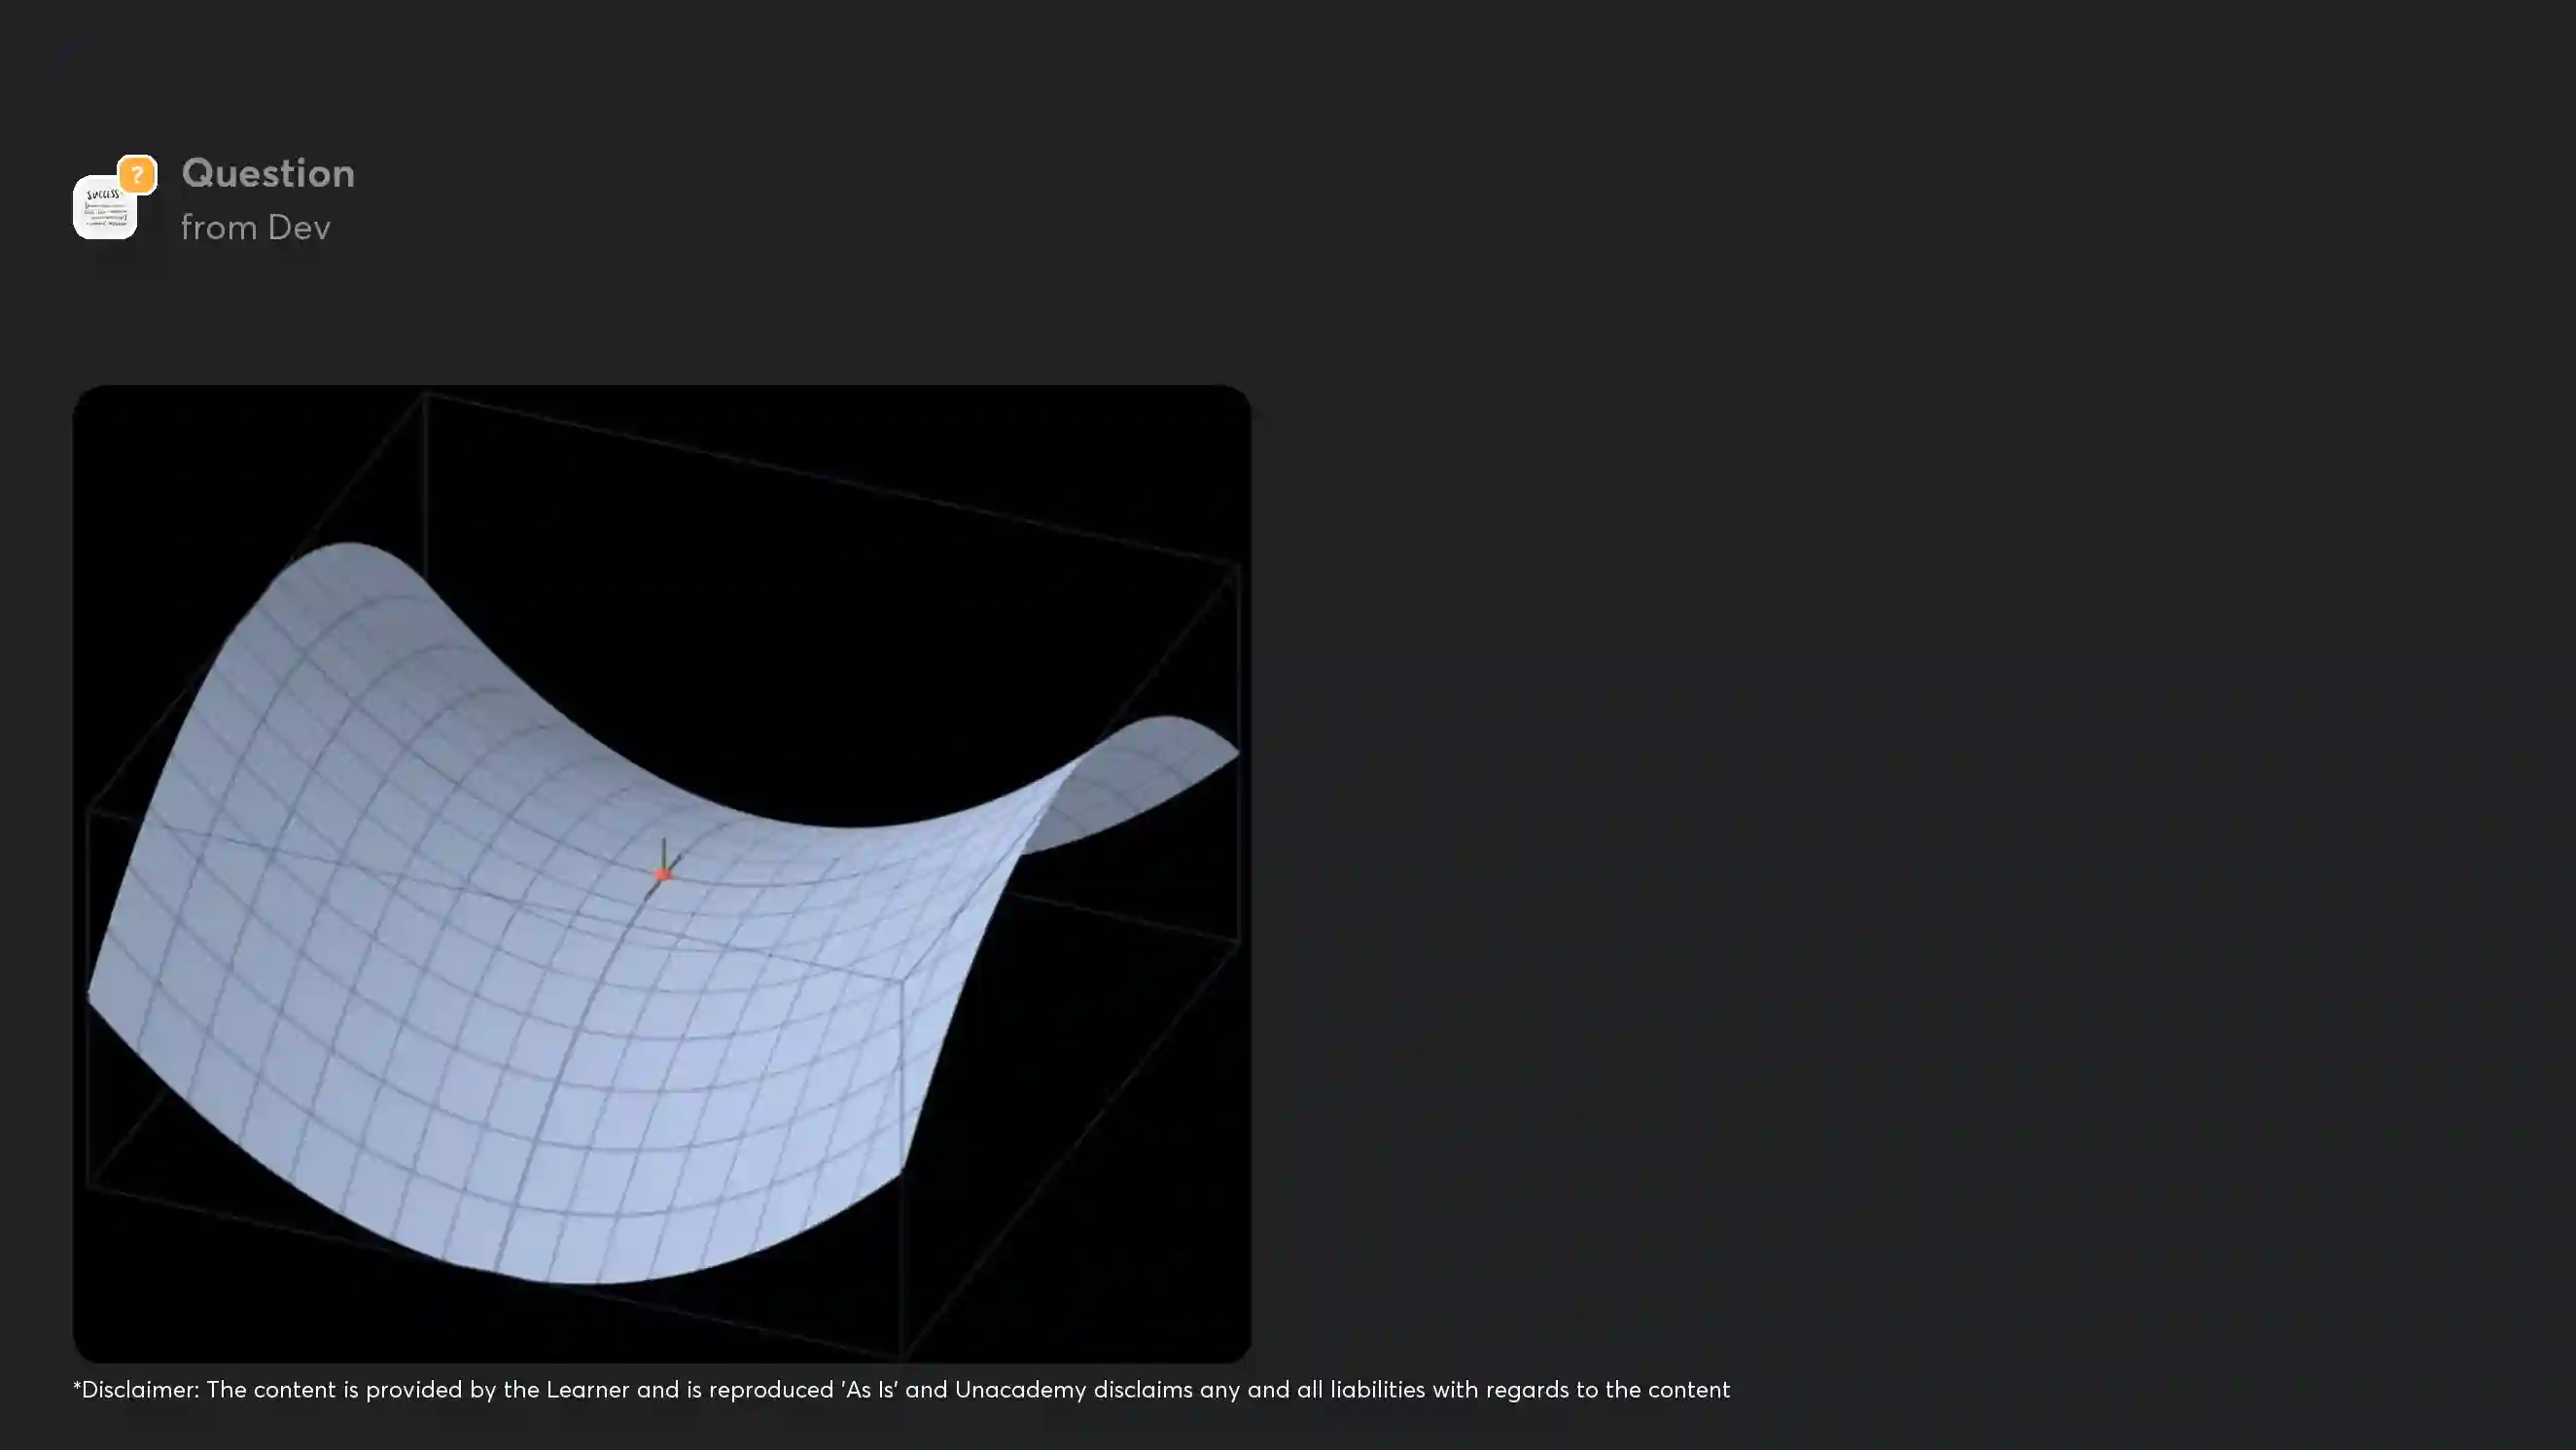 SUCCESS
?
Question
from Dev
*Disclaimer: The content is provided by the Learner and is reproduced 'As Is' and Unacademy disclaims any and all liabilities with regards to the content